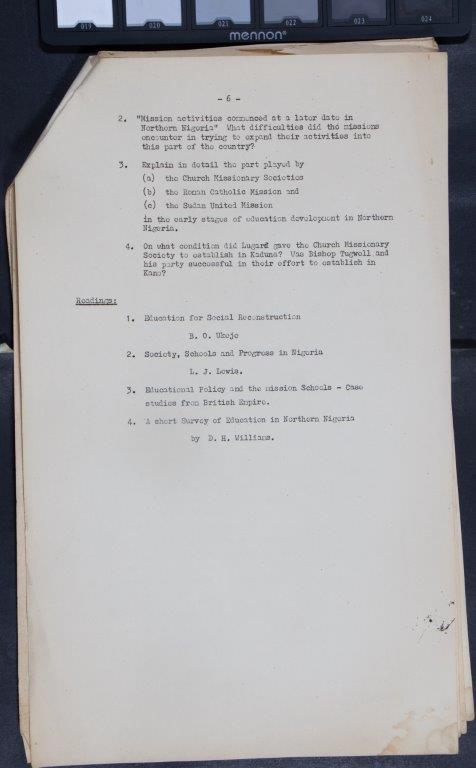 019 020 021 022 023 024
mennon®
- 6 -
2. "Mission activities commenced at a later date in
Northern Nigeria" What difficulties did the missions
encounter in trying to expand their activities into
this part of the country?
3. Explain in detail the part played by
(a) the Church Missionary Societies
(b) the Roman Catholic Mission and
(c) the Sudan United Mission
in the early stages of education development in Northern
Nigeria.
4. On what condition did Lugard gave the Church Missionary
Society to establish in Kaduna? Was Bishop Tugwell and
his party successful in their effort to establish in
Kano?
Readings:
1. Education for Social Reconstruction
B. O. Ukeje
2. Society, Schools and Progress in Nigeria
L. J. Lewis.
3. Educational Policy and the mission Schools - Case
studies from British Empire.
4. A short Survey of Education in Northern Nigeria
by D. H. Williams.